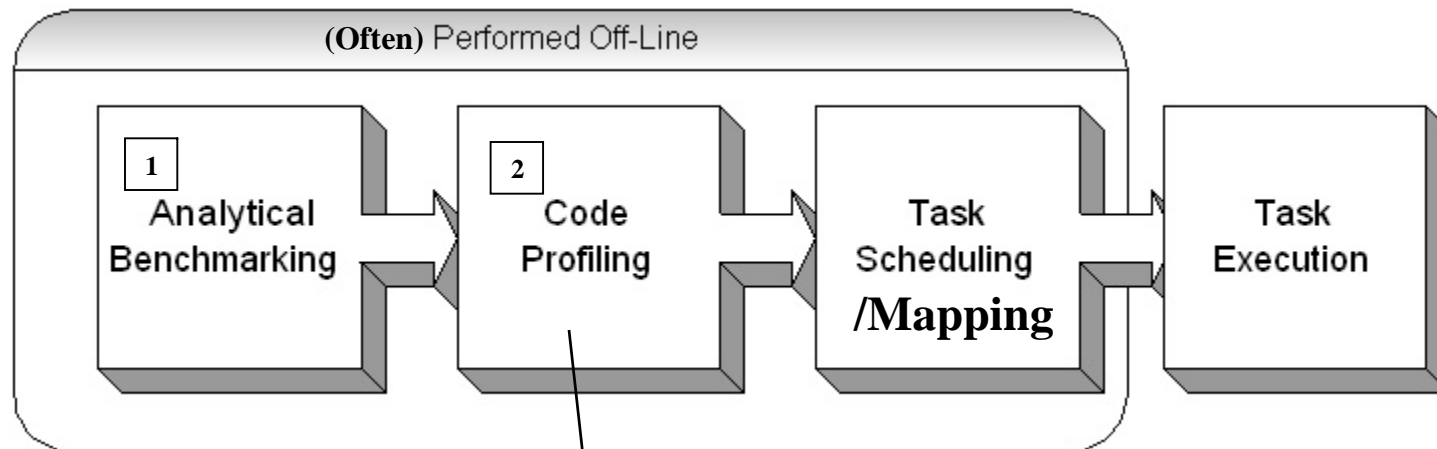 (Often) Performed Off-Line
1
Analytical
Benchmarking
2
Code
Profiling
Task
Scheduling
/Mapping
Task
Execution